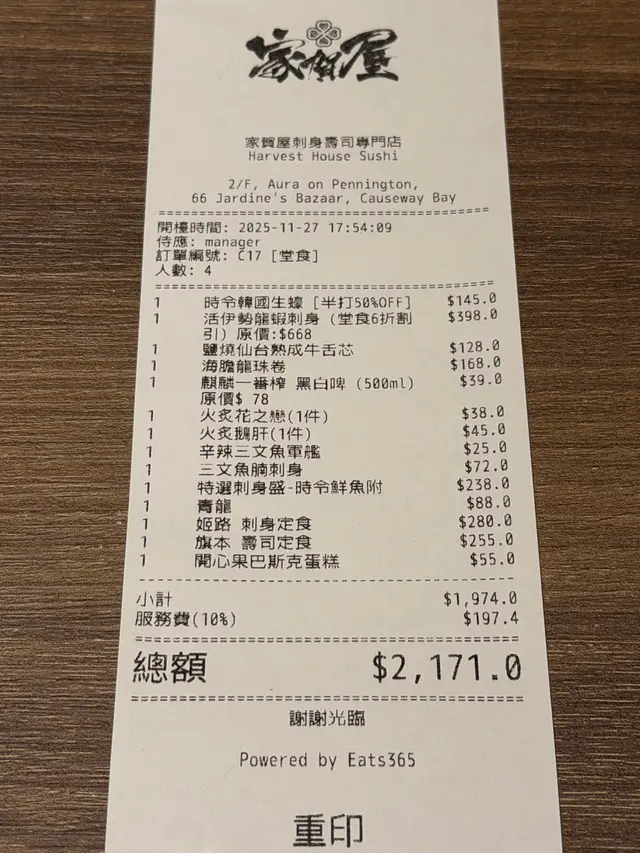 家賀屋
家賀屋刺身壽司專門店
Harvest House Sushi
2/F, Aura on Pennington,
66 Jardine's Bazaar, Causeway Bay
開檯時間: 2025-11-27 17:54:09
侍應: manager
訂單編號: C17 [堂食]
人數: 4
1 時令韓國生蠔 [半打50%OFF] $145.0
1 活伊勢龍蝦刺身 (堂食6折割 $398.0
引) 原價:$668
1 鹽燒仙台熟成牛舌芯 $128.0
1 海膽龍珠卷 $168.0
1 麒麟一番榨 黑白啤 (500ml) $39.0
原價$ 78
1 火炙花之戀(1件) $38.0
1 火炙鵝肝(1件) $45.0
1 辛辣三文魚軍艦 $25.0
1 三文魚腩刺身 $72.0
1 特選刺身盛-時令鮮魚附 $238.0
1 青龍 $88.0
1 姬路 刺身定食 $280.0
1 旗本 壽司定食 $255.0
1 開心果巴斯克蛋糕 $55.0
小計 $1,974.0
服務費(10%) $197.4
總額 $2,171.0
謝謝光臨
Powered by Eats365
重印